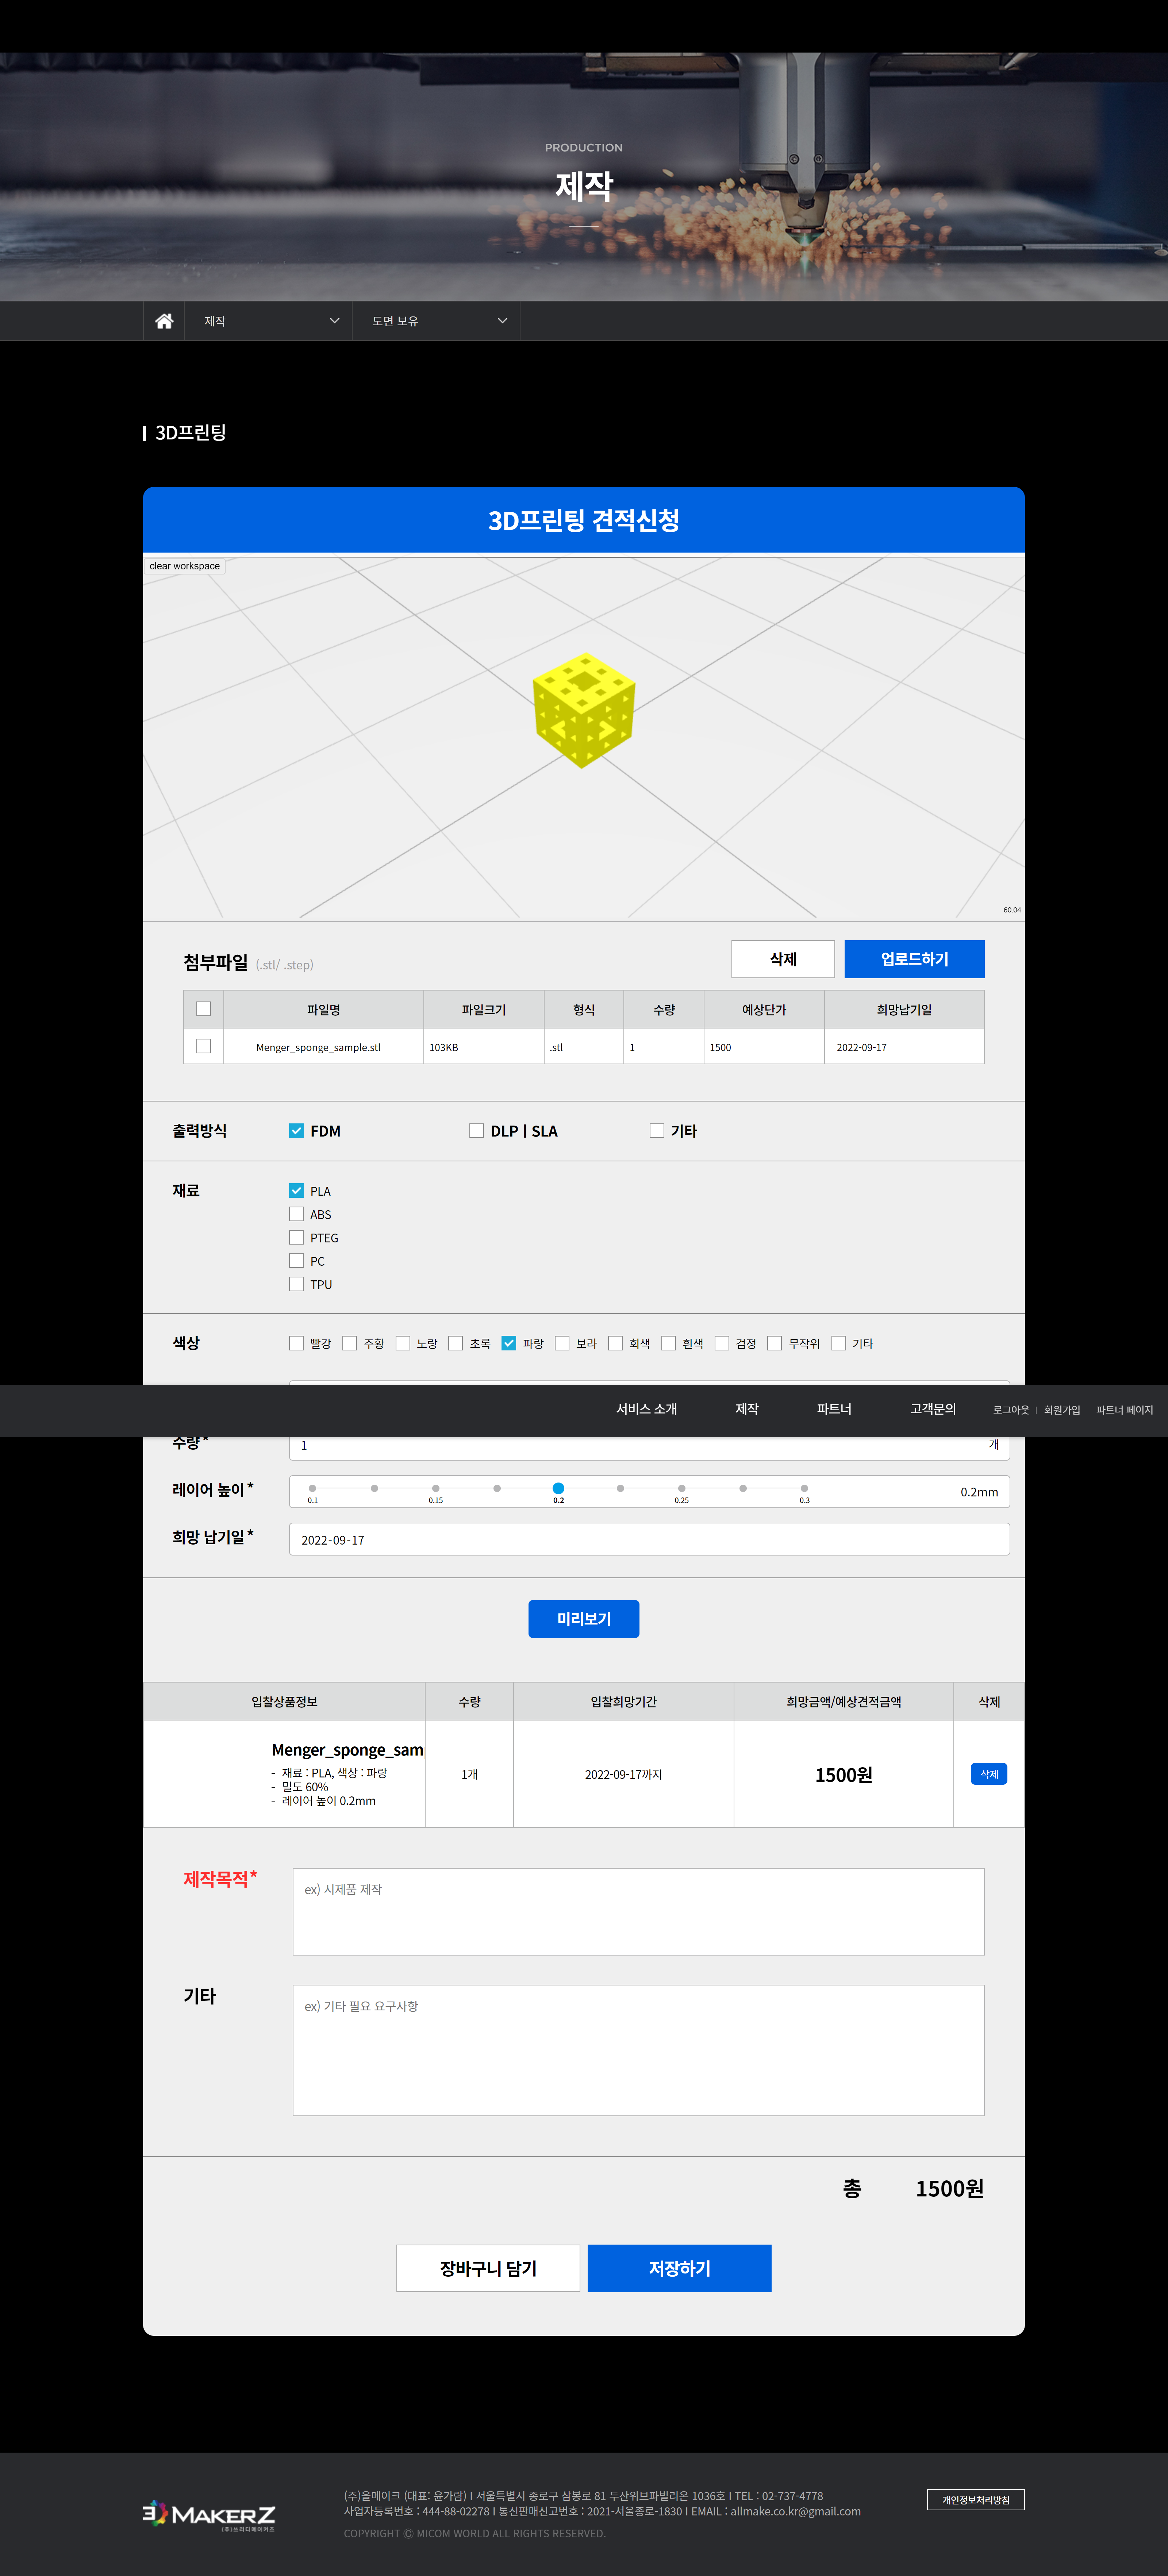 PRODUCTION
제작
제작
도면 보유
3D프린팅
3D프린팅 견적신청
clear workspace
60.04
첨부파일 (.stl/ .step)
삭제
업로드하기
파일명 파일크기 형식 수량 예상단가 희망납기일
Menger_sponge_sample.stl 103KB .stl 1 1500 2022-09-17
출력방식 FDM DLP | SLA 기타
재료 PLA
ABS
PTEG
PC
TPU
색상 빨강 주황 노랑 초록 파랑 보라 회색 흰색 검정 무작위 기타
서비스 소개 제작 파트너 고객문의 로그아웃 | 회원가입 파트너 페이지
수량 * 1 개
레이어 높이 * 0.1 0.15 0.2 0.25 0.3 0.2mm
희망 납기일 * 2022-09-17
미리보기
입찰상품정보 수량 입찰희망기간 희망금액/예상견적금액 삭제
Menger_sponge_sam
- 재료 : PLA, 색상 : 파랑
- 밀도 60%
- 레이어 높이 0.2mm
1개
2022-09-17까지
1500원
삭제
제작목적 *
ex) 시제품 제작
기타
ex) 기타 필요 요구사항
총 1500원
장바구니 담기
저장하기
3D MAKERZ
(주)쓰리디메이커즈
(주)올메이크 (대표: 윤가람) I 서울특별시 종로구 삼봉로 81 두산위브파빌리온 1036호 I TEL : 02-737-4778
사업자등록번호 : 444-88-02278 I 통신판매신고번호 : 2021-서울종로-1830 I EMAIL : allmake.co.kr@gmail.com
COPYRIGHT Ⓒ MICOM WORLD ALL RIGHTS RESERVED.
개인정보처리방침